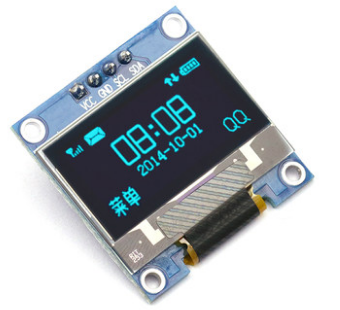 VCC GND SCL SDA
08:08
2014-10-01
QQ
菜单